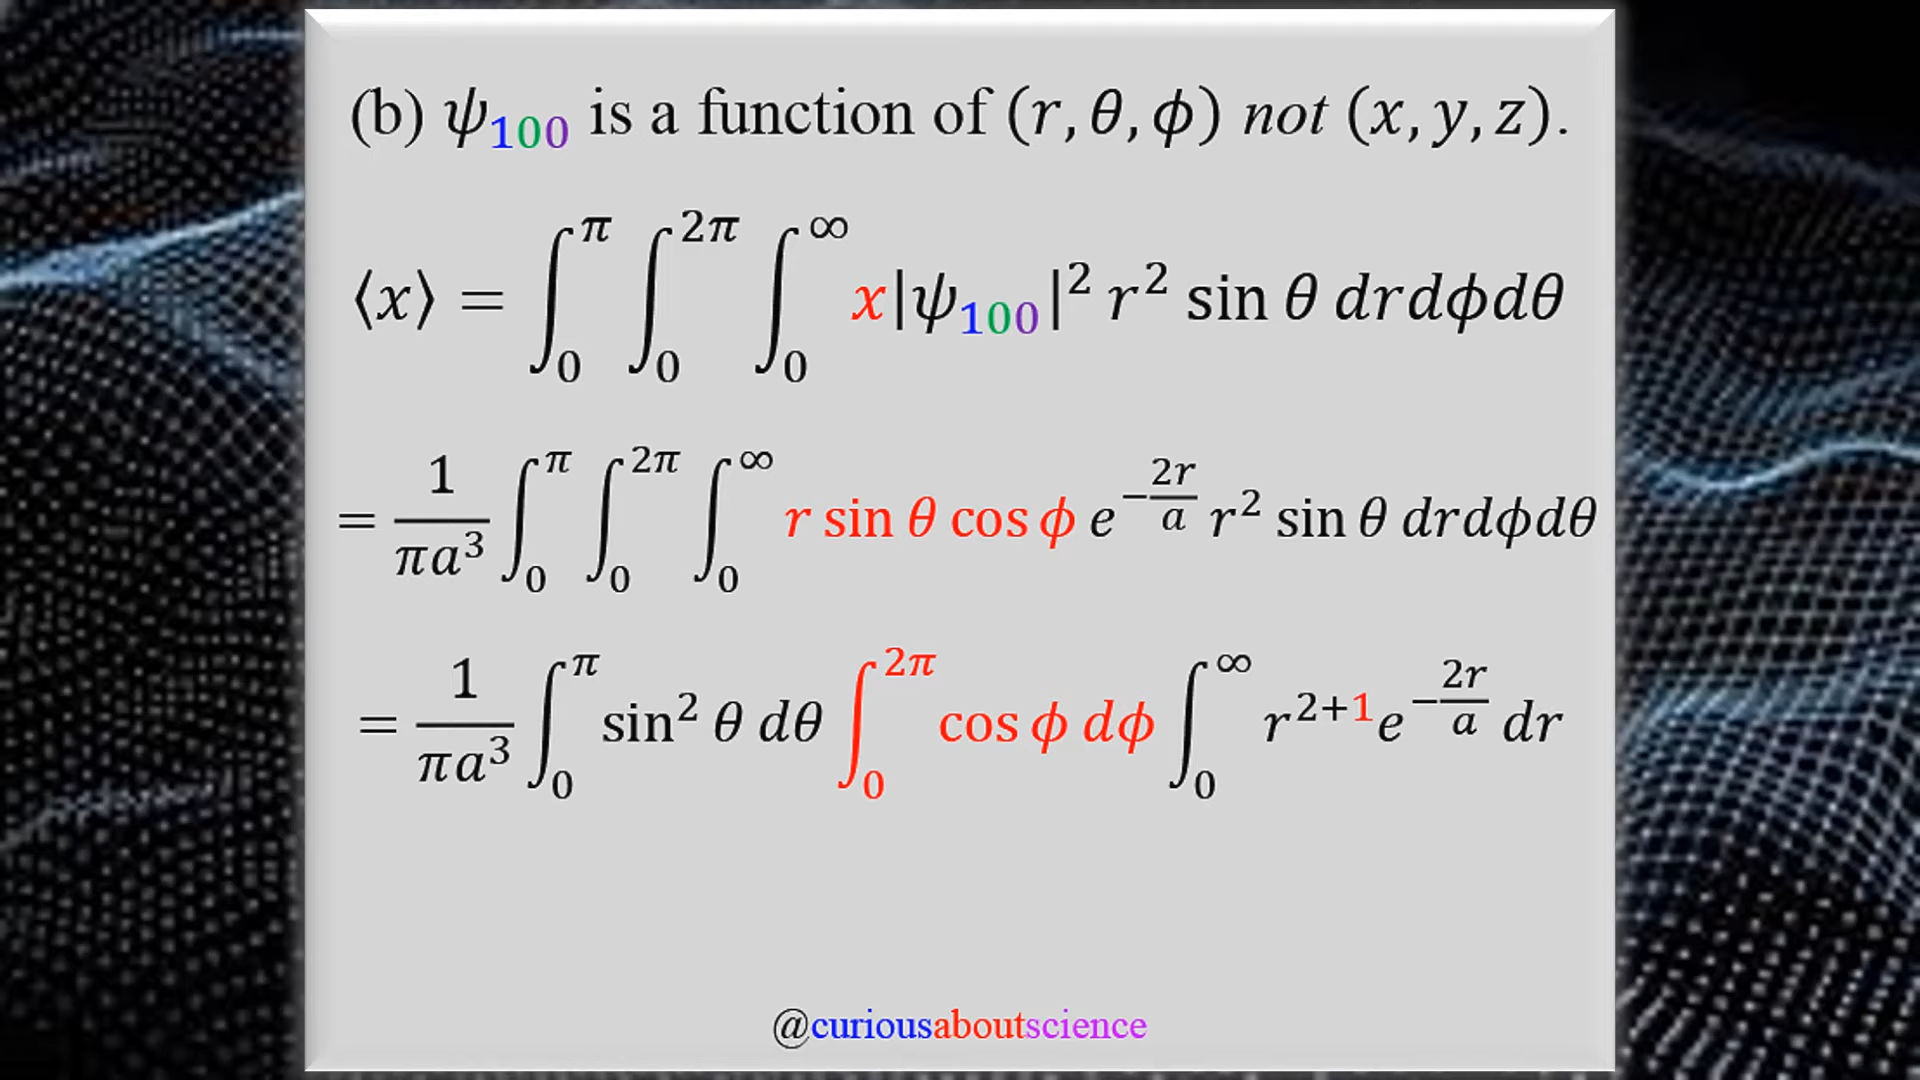 (b) ψ₁₀₀ is a function of (r, θ, ϕ) not (x, y, z).
⟨x⟩ = ∫₀^π ∫₀^2π ∫₀^∞ x|ψ₁₀₀|² r² sin θ drdϕdθ
= 1/πa³ ∫₀^π ∫₀^2π ∫₀^∞ r sin θ cos ϕ e^(−2r/a) r² sin θ drdϕdθ
= 1/πa³ ∫₀^π sin² θ dθ ∫₀^2π cos ϕ dϕ ∫₀^∞ r^(2+1) e^(−2r/a) dr
@curiousaboutscience